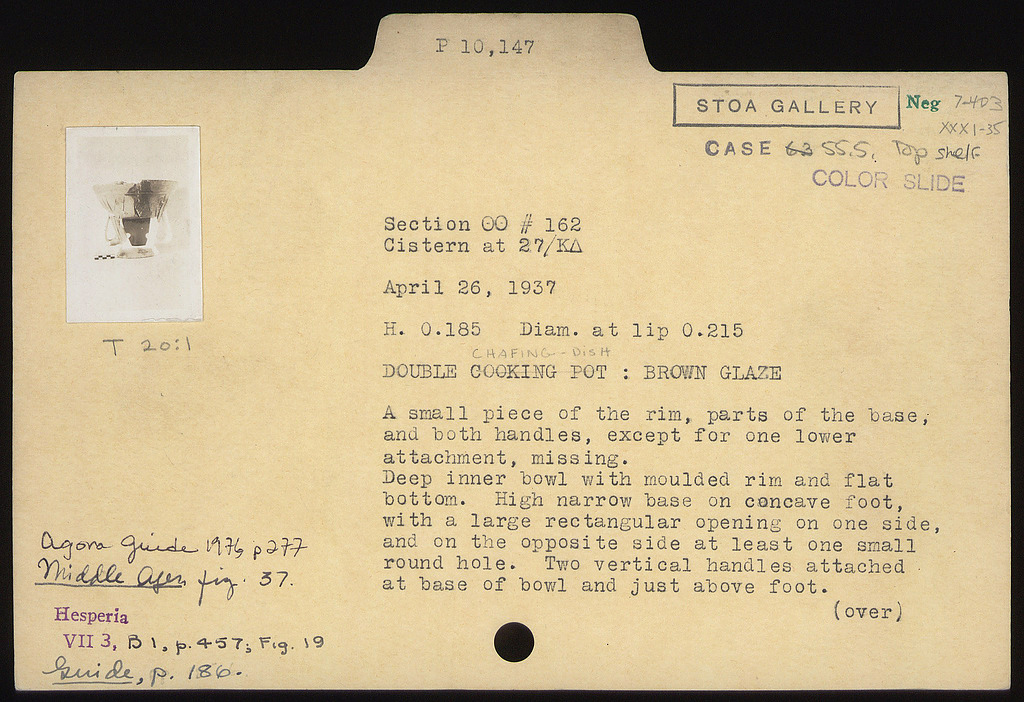 P 10,147
STOA GALLERY
Neg 7-403
XXXI-35
CASE 63 55.5, Top shelf
COLOR SLIDE
Section OO # 162
Cistern at 27/ΚΔ
April 26, 1937
H. 0.185 Diam. at lip 0.215
CHAFING-DISH
DOUBLE COOKING POT : BROWN GLAZE
A small piece of the rim, parts of the base,
and both handles, except for one lower
attachment, missing.
Deep inner bowl with moulded rim and flat
bottom. High narrow base on concave foot,
with a large rectangular opening on one side,
and on the opposite side at least one small
round hole. Two vertical handles attached
at base of bowl and just above foot.
(over)
T 20:1
Agora Guide 1976 p 277
Middle Ages fig. 37.
Hesperia
VII 3, B 1, p. 457; Fig. 19
Guide, p. 186.